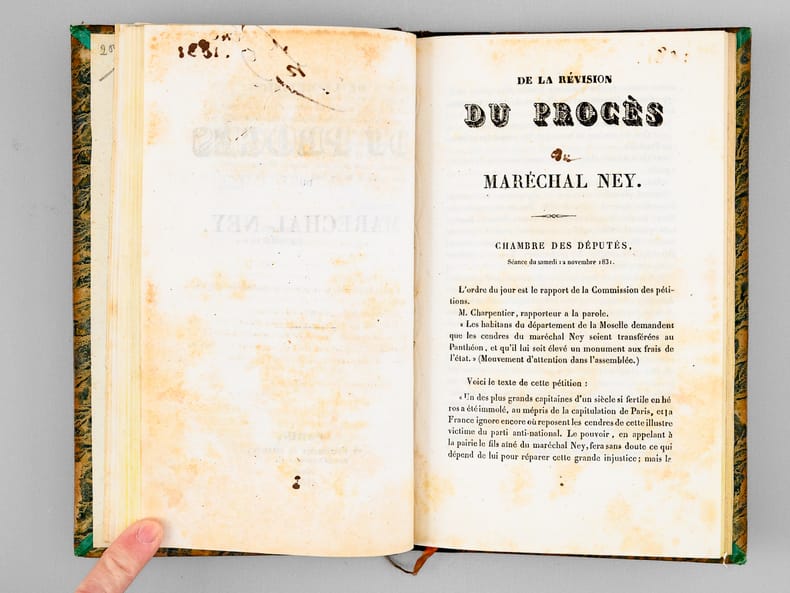 1831.
DE LA RÉVISION
DU PROCÈS
DU
MARÉCHAL NEY.
CHAMBRE DES DÉPUTÉS,
Séance du samedi 12 novembre 1831.
L'ordre du jour est le rapport de la Commission des péti-
tions.
M. Charpentier, rapporteur a la parole.
« Les habitans du département de la Moselle demandent
que les cendres du maréchal Ney soient transférées au
Panthéon, et qu'il lui soit élevé un monument aux frais de
l'état. » (Mouvement d'attention dans l'assemblée.)
Voici le texte de cette pétition :
« Un des plus grands capitaines d'un siècle si fertile en hé
ros a été immolé, au mépris de la capitulation de Paris, et la
France ignore encore où reposent les cendres de cette illustre
victime du parti anti-national. Le pouvoir, en appelant à
la pairie le fils aîné du maréchal Ney, fera sans doute ce qui
dépend de lui pour réparer cette grande injustice ; mais le